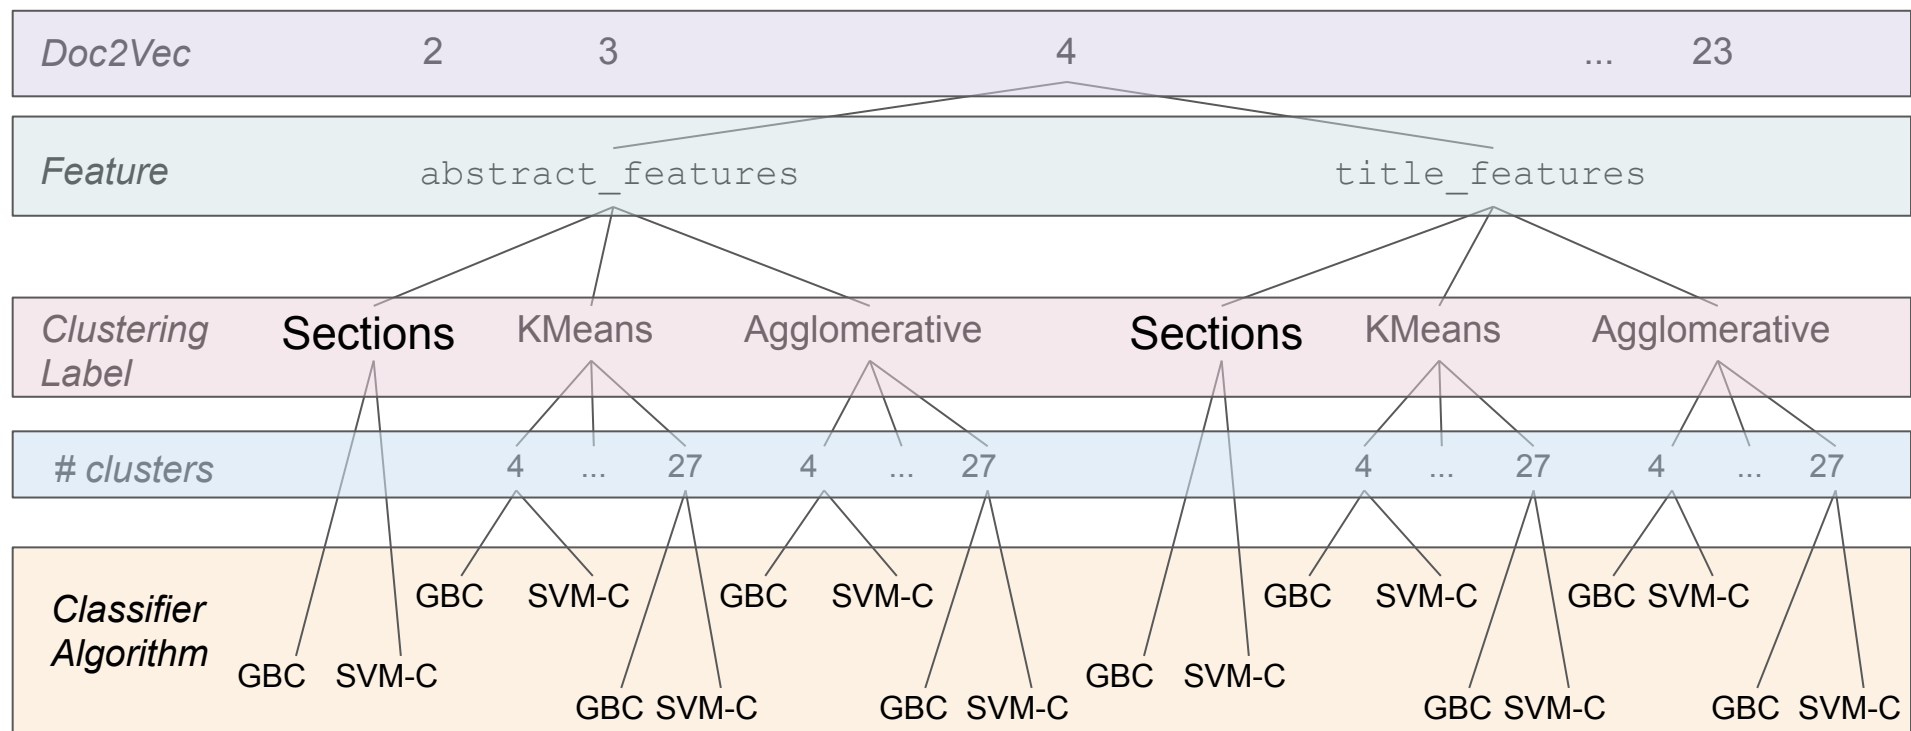 Doc2Vec 2 3 4 ... 23
Feature abstract_features title_features
Clustering Label Sections KMeans Agglomerative Sections KMeans Agglomerative
# clusters 4 ... 27 4 ... 27 4 ... 27 4 ... 27
Classifier Algorithm
GBC SVM-C GBC SVM-C GBC SVM-C GBC SVM-C
GBC SVM-C GBC SVM-C
GBC SVM-C GBC SVM-C GBC SVM-C GBC SVM-C